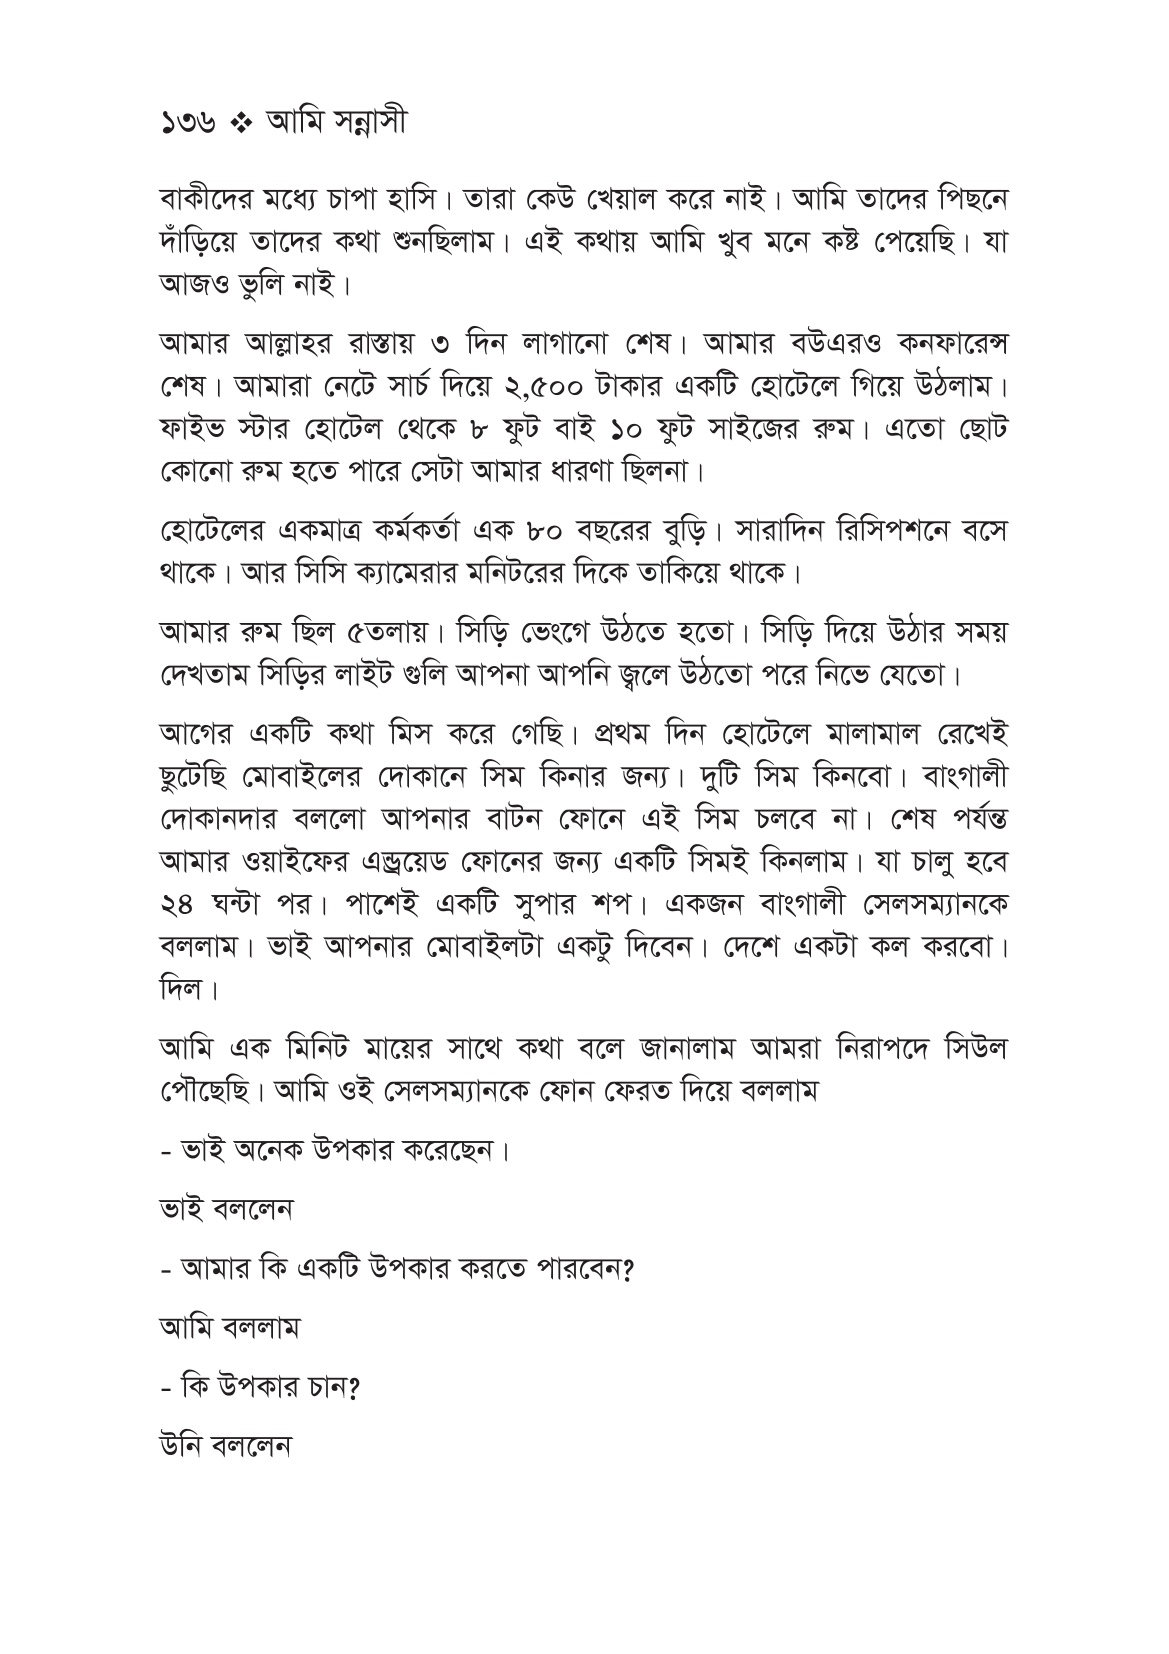 ১৩৬ ❖ আমি সন্ন্যাসী
বাকীদের মধ্যে চাপা হাসি। তারা কেউ খেয়াল করে নাই। আমি তাদের পিছনে
দাঁড়িয়ে তাদের কথা শুনছিলাম। এই কথায় আমি খুব মনে কষ্ট পেয়েছি। যা
আজও ভুলি নাই।
আমার আল্লাহর রাস্তায় ৩ দিন লাগানো শেষ। আমার বউএরও কনফারেন্স
শেষ। আমারা নেটে সার্চ দিয়ে ২,৫০০ টাকার একটি হোটেলে গিয়ে উঠলাম।
ফাইভ স্টার হোটেল থেকে ৮ ফুট বাই ১০ ফুট সাইজের রুম। এতো ছোট
কোনো রুম হতে পারে সেটা আমার ধারণা ছিলনা।
হোটেলের একমাত্র কর্মকর্তা এক ৮০ বছরের বুড়ি। সারাদিন রিসিপশনে বসে
থাকে। আর সিসি ক্যামেরার মনিটরের দিকে তাকিয়ে থাকে।
আমার রুম ছিল ৫তলায়। সিড়ি ভেংগে উঠতে হতো। সিড়ি দিয়ে উঠার সময়
দেখতাম সিড়ির লাইট গুলি আপনা আপনি জ্বলে উঠতো পরে নিভে যেতো।
আগের একটি কথা মিস করে গেছি। প্রথম দিন হোটেলে মালামাল রেখেই
ছুটেছি মোবাইলের দোকানে সিম কিনার জন্য। দুটি সিম কিনবো। বাংগালী
দোকানদার বললো আপনার বাটন ফোনে এই সিম চলবে না। শেষ পর্যন্ত
আমার ওয়াইফের এন্ড্রয়েড ফোনের জন্য একটি সিমই কিনলাম। যা চালু হবে
২৪ ঘন্টা পর। পাশেই একটি সুপার শপ। একজন বাংগালী সেলসম্যানকে
বললাম। ভাই আপনার মোবাইলটা একটু দিবেন। দেশে একটা কল করবো।
দিল।
আমি এক মিনিট মায়ের সাথে কথা বলে জানালাম আমরা নিরাপদে সিউল
পৌছেছি। আমি ওই সেলসম্যানকে ফোন ফেরত দিয়ে বললাম
- ভাই অনেক উপকার করেছেন।
ভাই বললেন
- আমার কি একটি উপকার করতে পারবেন?
আমি বললাম
- কি উপকার চান?
উনি বললেন